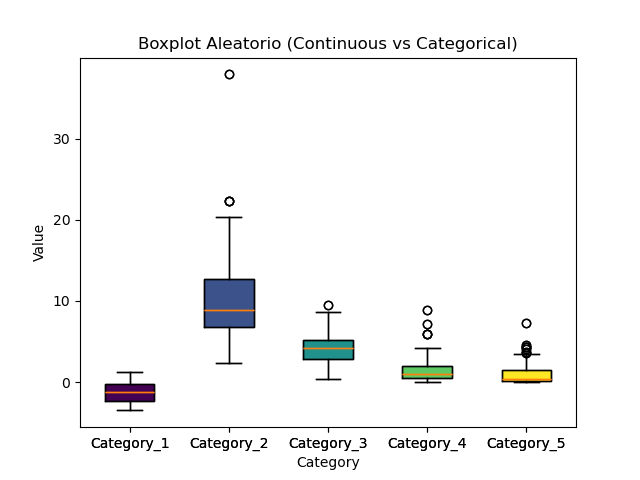 Boxplot Aleatorio (Continuous vs Categorical)
30
20
10
0
Value
Category_1 Category_2 Category_3 Category_4 Category_5
Category